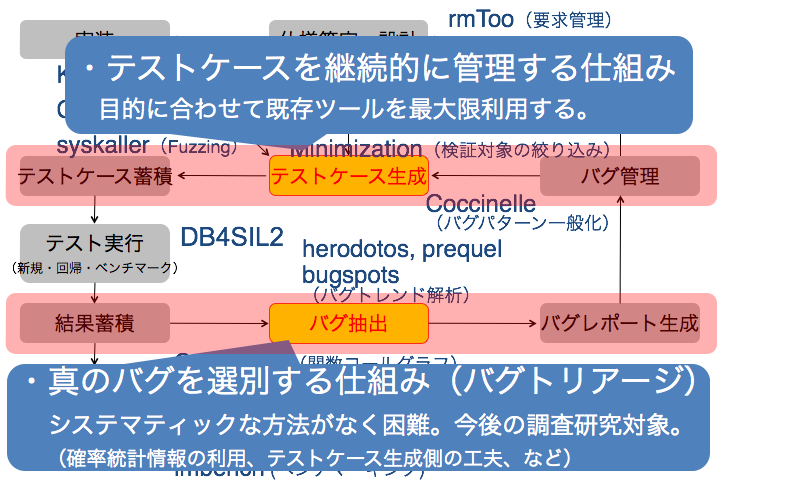 rmToo（要求管理）
・テストケースを継続的に管理する仕組み
目的に合わせて既存ツールを最大限利用する。
syskaller（Fuzzing）
Minimization（検証対象の絞り込み）
テストケース蓄積
テストケース生成
バグ管理
Coccinelle
（バグパターン一般化）
テスト実行
（新規・回帰・ベンチマーク）
DB4SIL2
herodotos, prequel
bugspots
（バグトレンド解析）
結果蓄積
バグ抽出
バグレポート生成
（関数コールグラフ）
・真のバグを選別する仕組み（バグトリアージ）
システマティックな方法がなく困難。今後の調査研究対象。
（確率統計情報の利用、テストケース生成側の工夫、など）